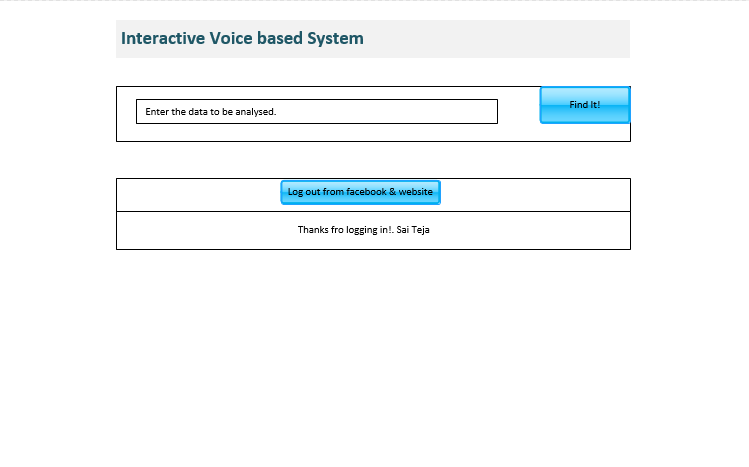 Interactive Voice based System
Enter the data to be analysed.
Find It!
Log out from facebook & website
Thanks fro logging in!. Sai Teja